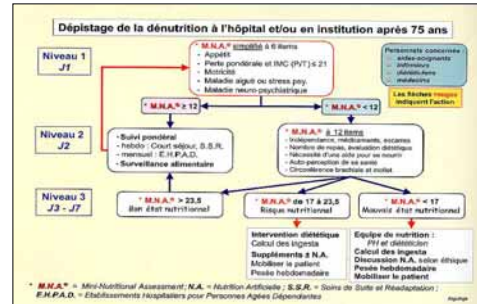 Dépistage de la dénutrition à l'hôpital et/ou en institution après 75 ans
Niveau 1
J1
* M.N.A.® simplifié à 6 items
- Appétit
- Perte pondérale et IMC (PVT) ≤ 21
- Motricité
- Maladie aiguë ou stress psy.
- Maladie neuro-psychiatrique
Personnels concernés :
- aides-soignants
- infirmiers
- diététiciens
- médecins
Les flèches rouges
indiquent l'action
* M.N.A.® ≥ 12
* M.N.A.® < 12
Niveau 2
J2
- Suivi pondéral
- hebdo : Court séjour, S.S.R.
- mensuel : E.H.P.A.D.
- Surveillance alimentaire
* M.N.A.®
à 12 items
- Indépendance, médicaments, escarres
- Nombre de repas, évaluation diététique
- Nécessité d'une aide pour se nourrir
- Auto-perception de sa santé
- Circonférence brachiale et mollet.
Niveau 3
J3 - J7
* M.N.A.® > 23,5
Bon état nutritionnel
* M.N.A.® de 17 à 23,5
Risque nutritionnel
* M.N.A.® < 17
Mauvais état nutritionnel
Intervention diététique
Calcul des ingesta
Suppléments ± N.A.
Mobiliser le patient
Pesée hebdomadaire
Equipe de nutrition :
PH et diététicien
Calcul des ingesta
Discussion N.A. selon éthique
Pesée hebdomadaire
Mobiliser le patient
* M.N.A.® = Mini-Nutritional Assessment; N.A. = Nutrition Artificielle ; S.S.R. = Soins de Suite et Réadaptation ;
E.H.P.A.D. = Etablissements Hospitaliers pour Personnes Agées Dépendantes